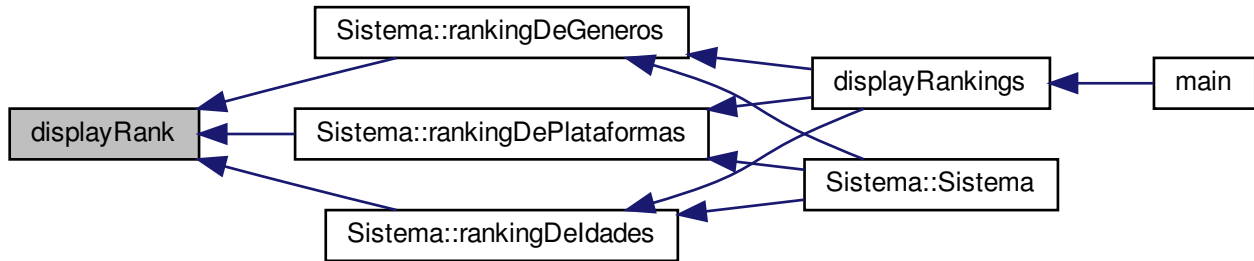 displayRank
Sistema::rankingDeGeneros
Sistema::rankingDePlataformas
Sistema::rankingDeIdades
displayRankings
Sistema::Sistema
main